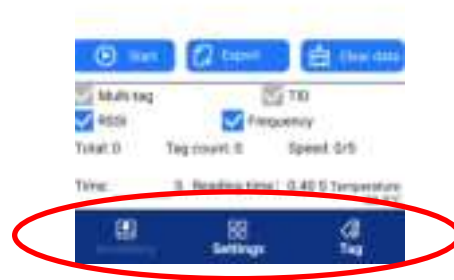 Start Export Clear data
Multi tag TID
RSSI Frequency
Total: 0 Tag count: 0 Speed: 0/S
Time: 0 Reading time: 0.40 S Temperature
Settings Tag